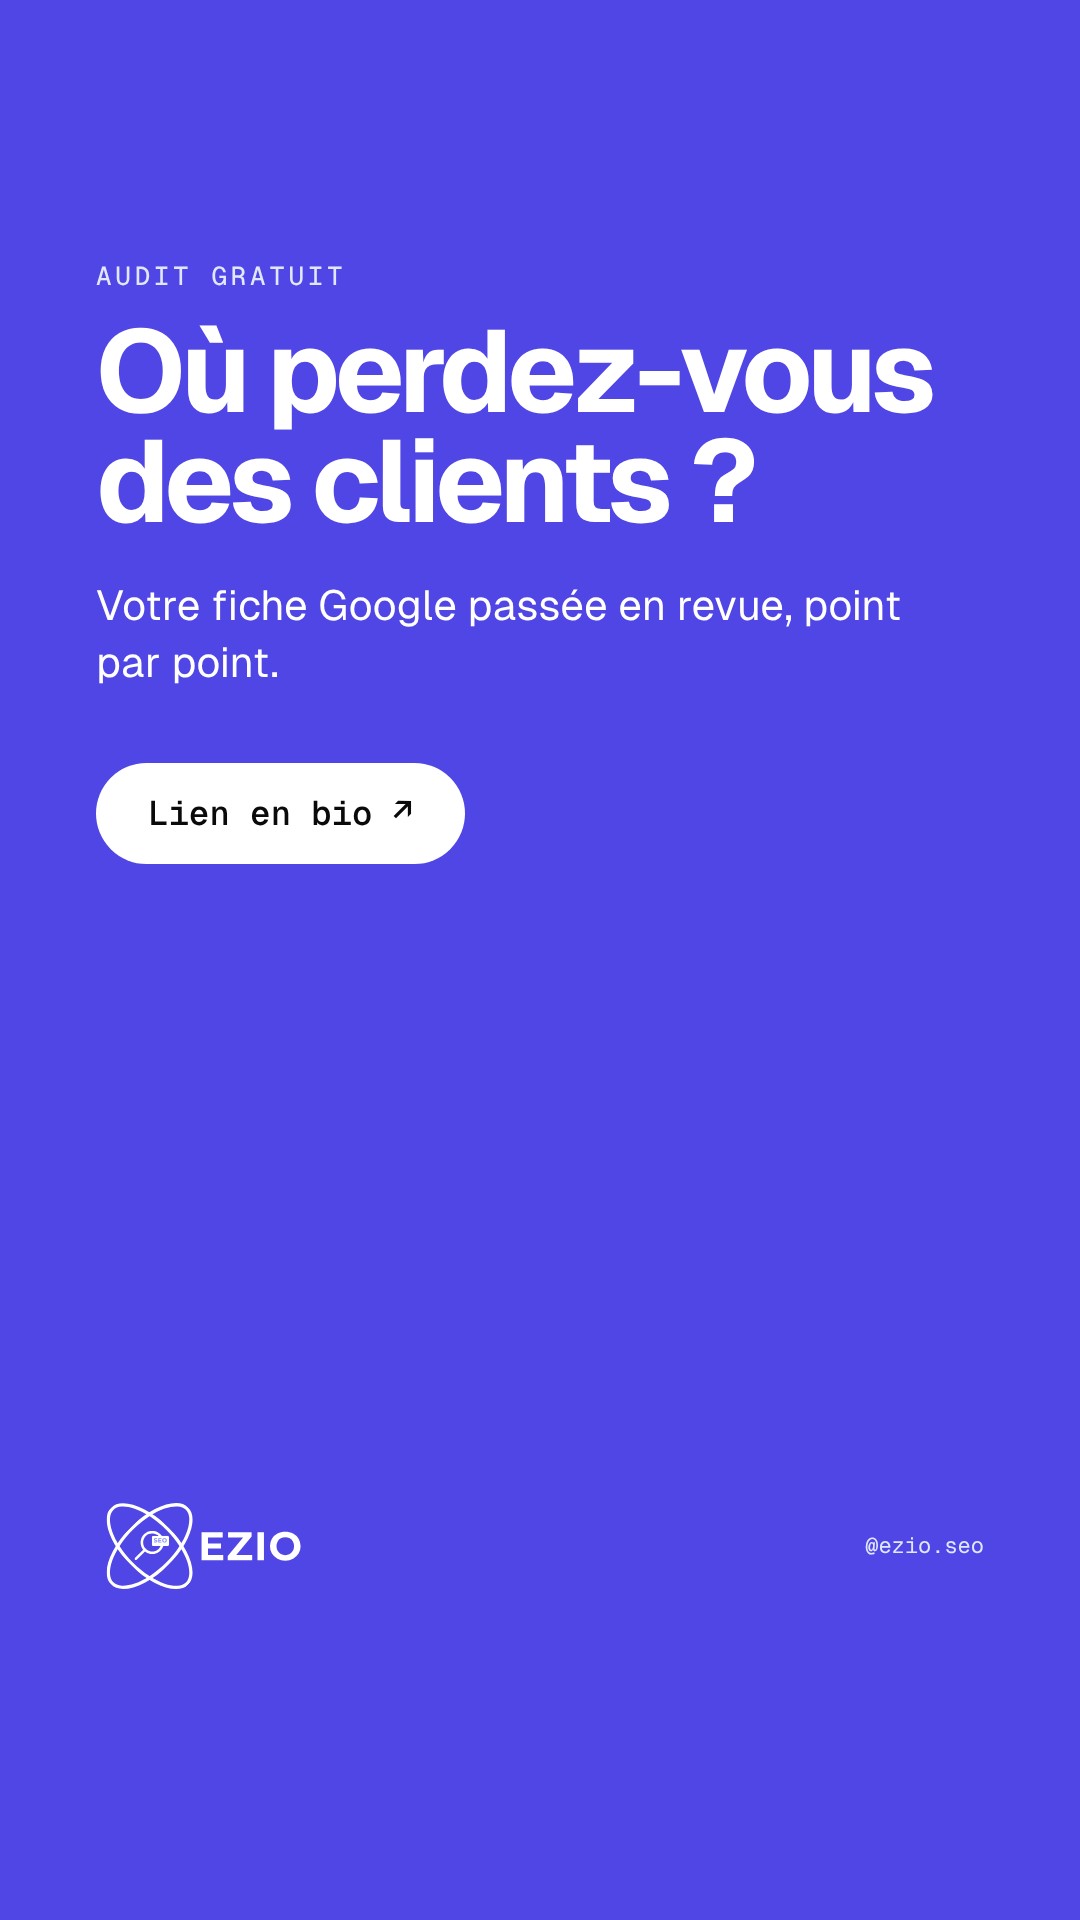 AUDIT GRATUIT
Où perdez-vous
des clients ?
Votre fiche Google passée en revue, point
par point.
Lien en bio ↗
SEO
EZIO
@ezio.seo